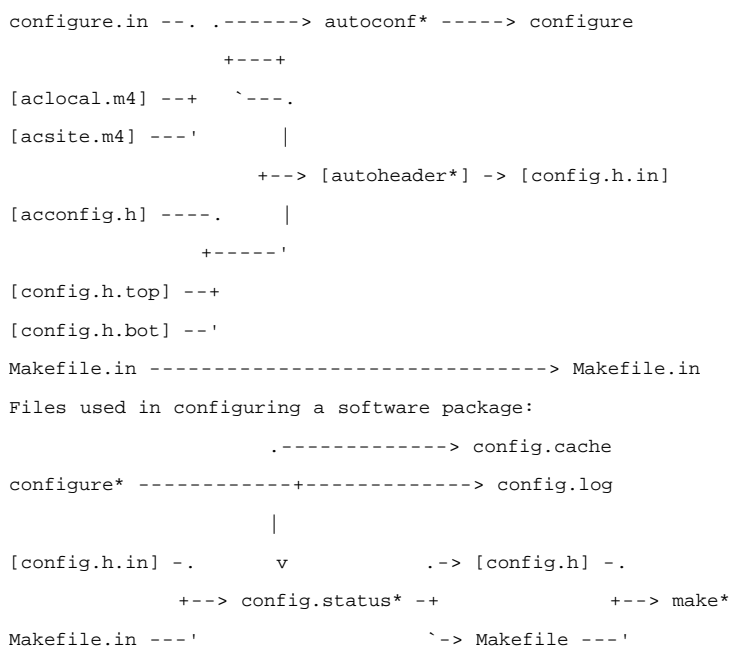 configure.in --. .------> autoconf* -----> configure
+---+
[aclocal.m4] --+ `---.
[acsite.m4] ---' |
+--> [autoheader*] -> [config.h.in]
[acconfig.h] ----. |
+-----'
[config.h.top] --+
[config.h.bot] --'
Makefile.in -------------------------------> Makefile.in
Files used in configuring a software package:
.-------------> config.cache
configure* ------------+-------------> config.log
|
[config.h.in] -. v .-> [config.h] -.
+--> config.status* -+ +--> make*
Makefile.in ---' `-> Makefile ---'